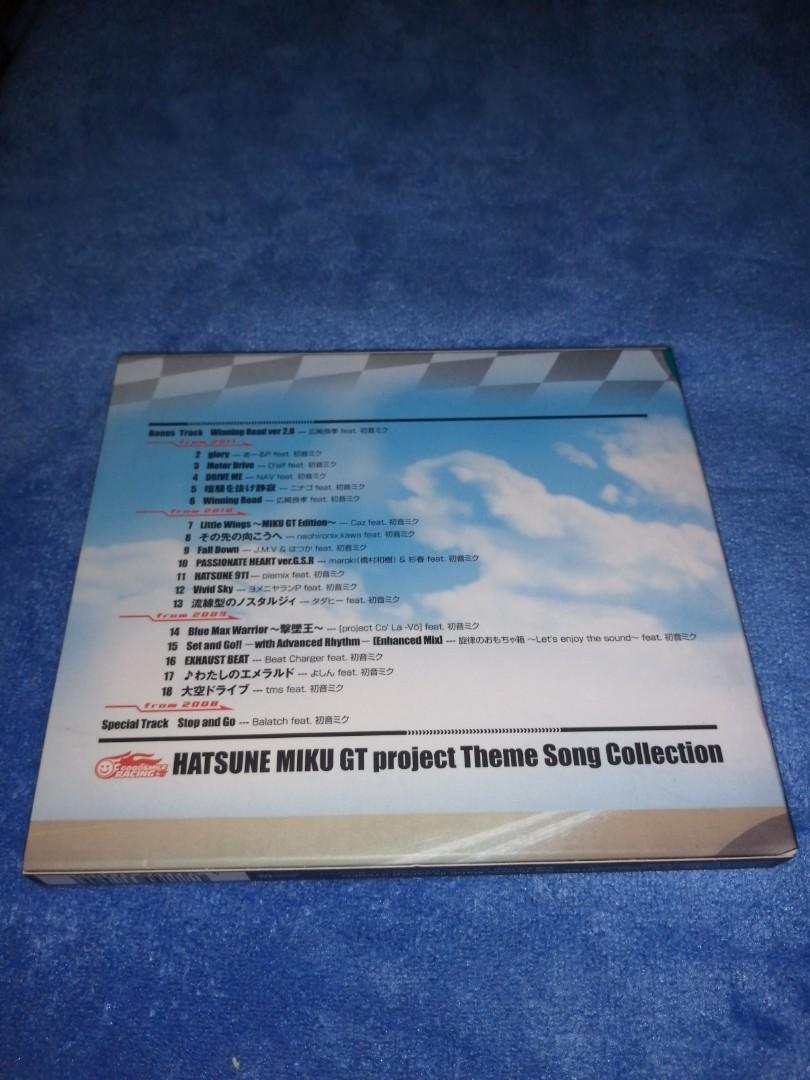 Bonus Track Winning Road ver 2.0 --- 広崎良孝 feat. 初音ミク
from 2011
2 glory --- あ～るP feat. 初音ミク
3 Motor Drive --- D'elf feat. 初音ミク
4 DRIVE ME --- NAV feat. 初音ミク
5 喧騒を抜け静寂 --- ニナゴ feat. 初音ミク
6 Winning Road --- 広崎良孝 feat. 初音ミク
from 2010
7 Little Wings ～MIKU GT Edition～ --- Caz feat. 初音ミク
8 その先の向こうへ --- neohironix.kawa feat. 初音ミク
9 Fall Down --- J.M.V & はつか feat. 初音ミク
10 PASSIONATE HEART ver.G.S.R --- maroki(橋村和樹) & 杉春 feat. 初音ミク
11 HATSUNE 911 --- piemix feat. 初音ミク
12 Vivid Sky --- ヨメニヤランP feat. 初音ミク
13 流線型のノスタルジィ --- タダヒー feat. 初音ミク
from 2009
14 Blue Max Warrior ～撃墜王～ --- [project Co' La -Vo] feat. 初音ミク
15 Set and Go!! －with Advanced Rhythm－ [Enhanced Mix] --- 旋律のおもちゃ箱 ～Let's enjoy the sound～ feat. 初音ミク
16 EXHAUST BEAT --- Beat Charger feat. 初音ミク
17 ♪わたしのエメラルド --- よしん feat. 初音ミク
18 大空ドライブ --- tms feat. 初音ミク
from 2008
Special Track Stop and Go --- Balatch feat. 初音ミク
GOODSMILE RACING HATSUNE MIKU GT project Theme Song Collection